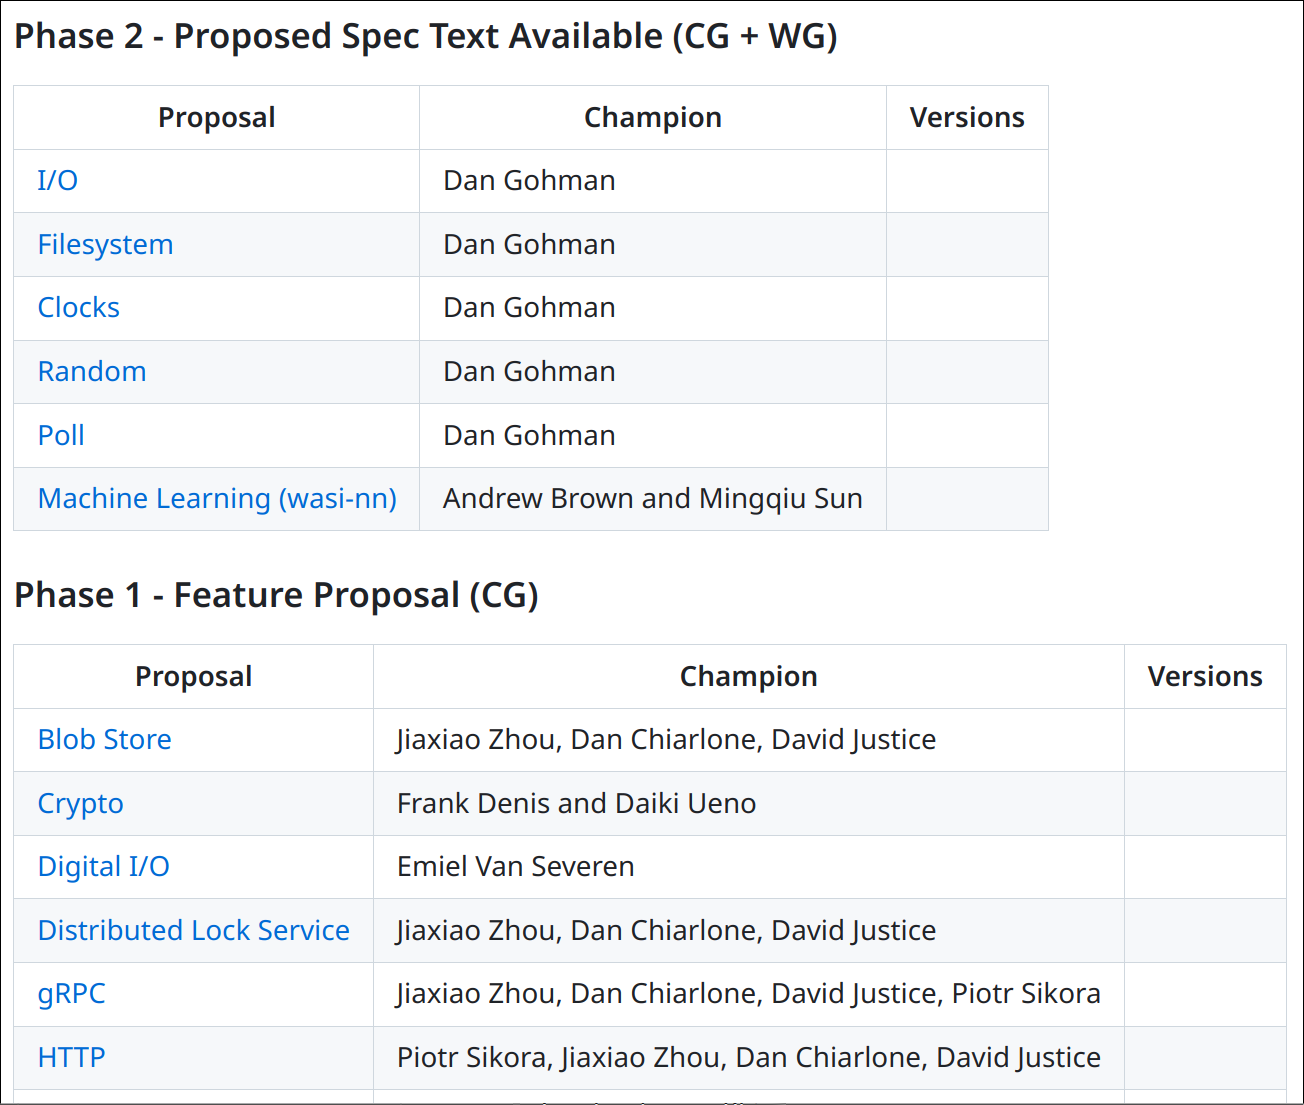 Phase 2 - Proposed Spec Text Available (CG + WG)
Proposal Champion Versions
I/O Dan Gohman
Filesystem Dan Gohman
Clocks Dan Gohman
Random Dan Gohman
Poll Dan Gohman
Machine Learning (wasi-nn) Andrew Brown and Mingqiu Sun
Phase 1 - Feature Proposal (CG)
Proposal Champion Versions
Blob Store Jiaxiao Zhou, Dan Chiarlone, David Justice
Crypto Frank Denis and Daiki Ueno
Digital I/O Emiel Van Severen
Distributed Lock Service Jiaxiao Zhou, Dan Chiarlone, David Justice
gRPC Jiaxiao Zhou, Dan Chiarlone, David Justice, Piotr Sikora
HTTP Piotr Sikora, Jiaxiao Zhou, Dan Chiarlone, David Justice